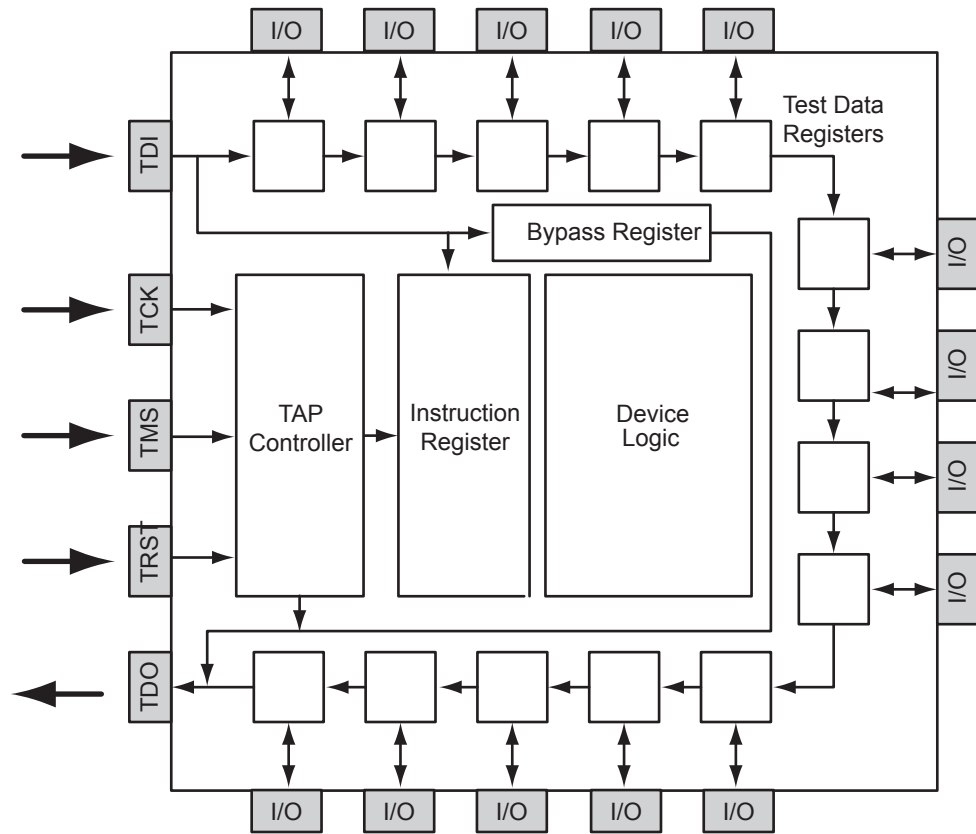 I/O
I/O
I/O
I/O
I/O
Test Data
Registers
TDI
Bypass Register
I/O
TCK
I/O
TAP
Controller
Instruction
Register
Device
Logic
TMS
I/O
TRST
I/O
TDO
I/O
I/O
I/O
I/O
I/O